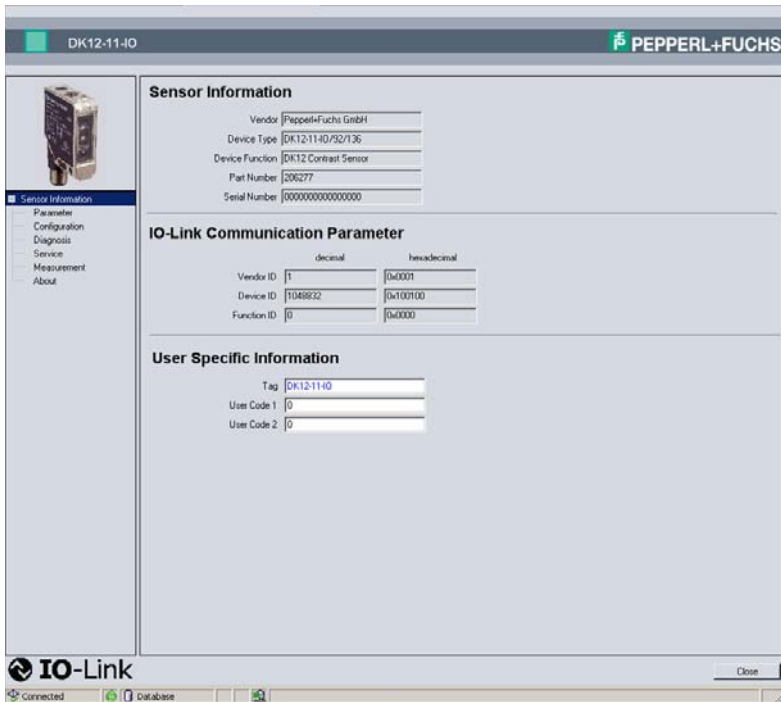 DK12-11-IO
PEPPERL+FUCHS
Sensor Information
Parameter
Configuration
Diagnosis
Service
Measurement
About
Sensor Information
Vendor Pepperl+Fuchs GmbH
Device Type DK12-11-IO/92/136
Device Function DK12 Contrast Sensor
Part Number 206277
Serial Number 0000000000000000
IO-Link Communication Parameter
decimal hexadecimal
Vendor ID 1 0x0001
Device ID 1048832 0x100100
Function ID 0 0x0000
User Specific Information
Tag DK12-11-IO
User Code 1 0
User Code 2 0
IO-Link
Close
Connected Database